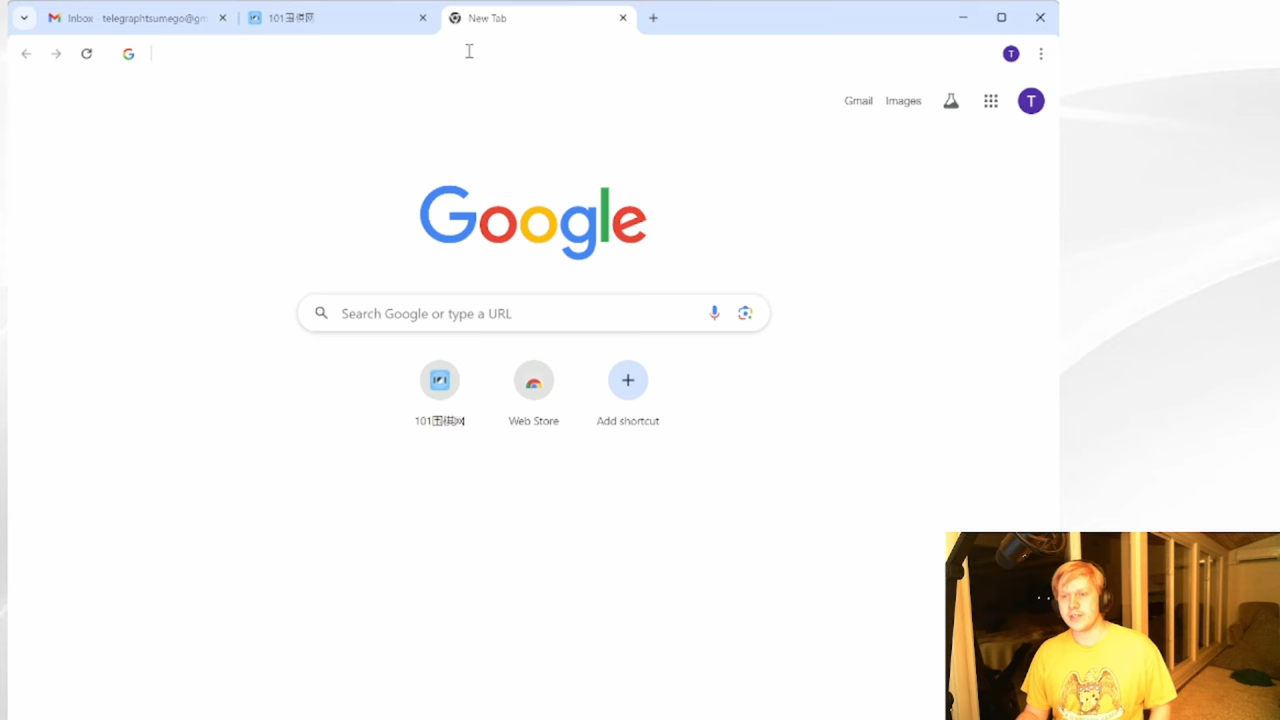 Inbox - telegraphtsumego@gm
101围棋网
New Tab
T
Gmail
Images
T
Google
Search Google or type a URL
101围棋网
Web Store
Add shortcut